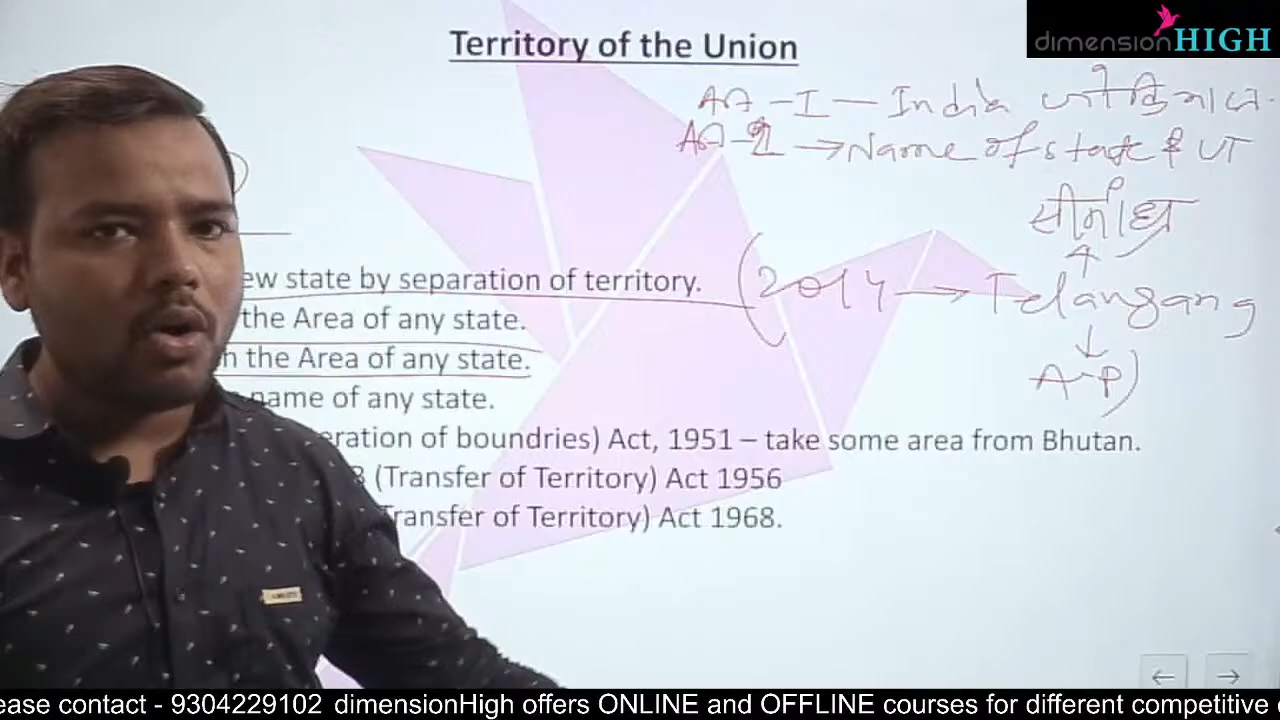 Territory of the Union
dimension HIGH
Art - I — India
Art - 2 → Name of state & UT
सीमांध्र
↑
ew state by separation of territory. (2014 → Telangang
↓
A.P)
the Area of any state.
h the Area of any state.
name of any state.
eration of boundries) Act, 1951 – take some area from Bhutan.
(Transfer of Territory) Act 1956
Transfer of Territory) Act 1968.
← →
ease contact - 9304229102 dimensionHigh offers ONLINE and OFFLINE courses for different competitive